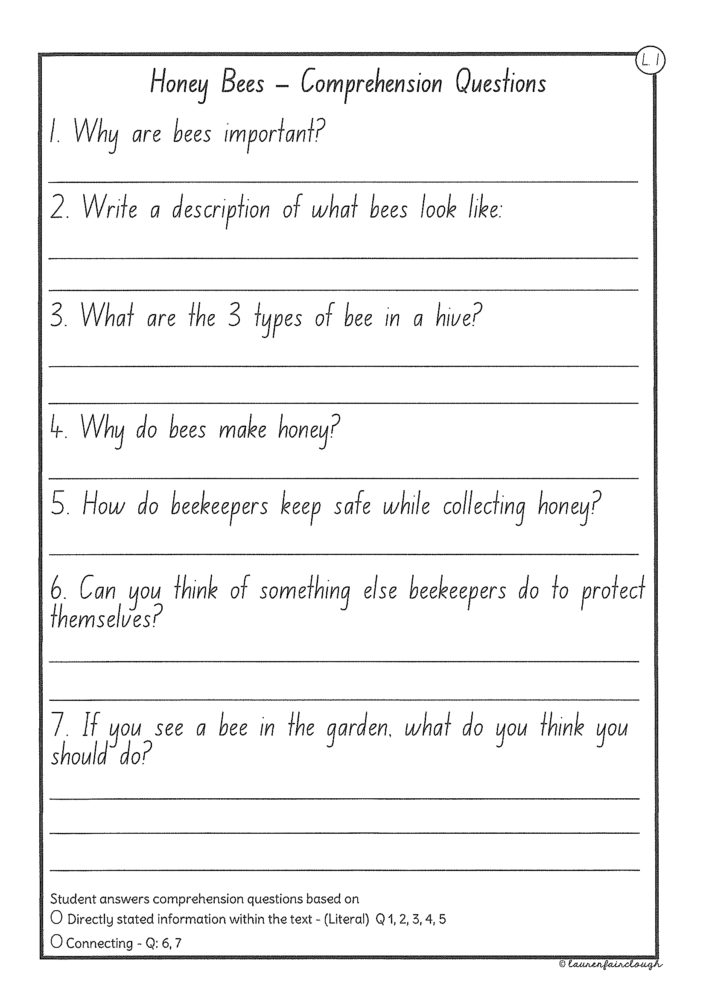 L. 1
Honey Bees – Comprehension Questions
1. Why are bees important?
2. Write a description of what bees look like:
3. What are the 3 types of bee in a hive?
4. Why do bees make honey?
5. How do beekeepers keep safe while collecting honey?
6. Can you think of something else beekeepers do to protect
themselves?
7. If you see a bee in the garden, what do you think you
should do?
Student answers comprehension questions based on
O Directly stated information within the text - (Literal) Q 1, 2, 3, 4, 5
O Connecting - Q: 6, 7
© laurenfairclough